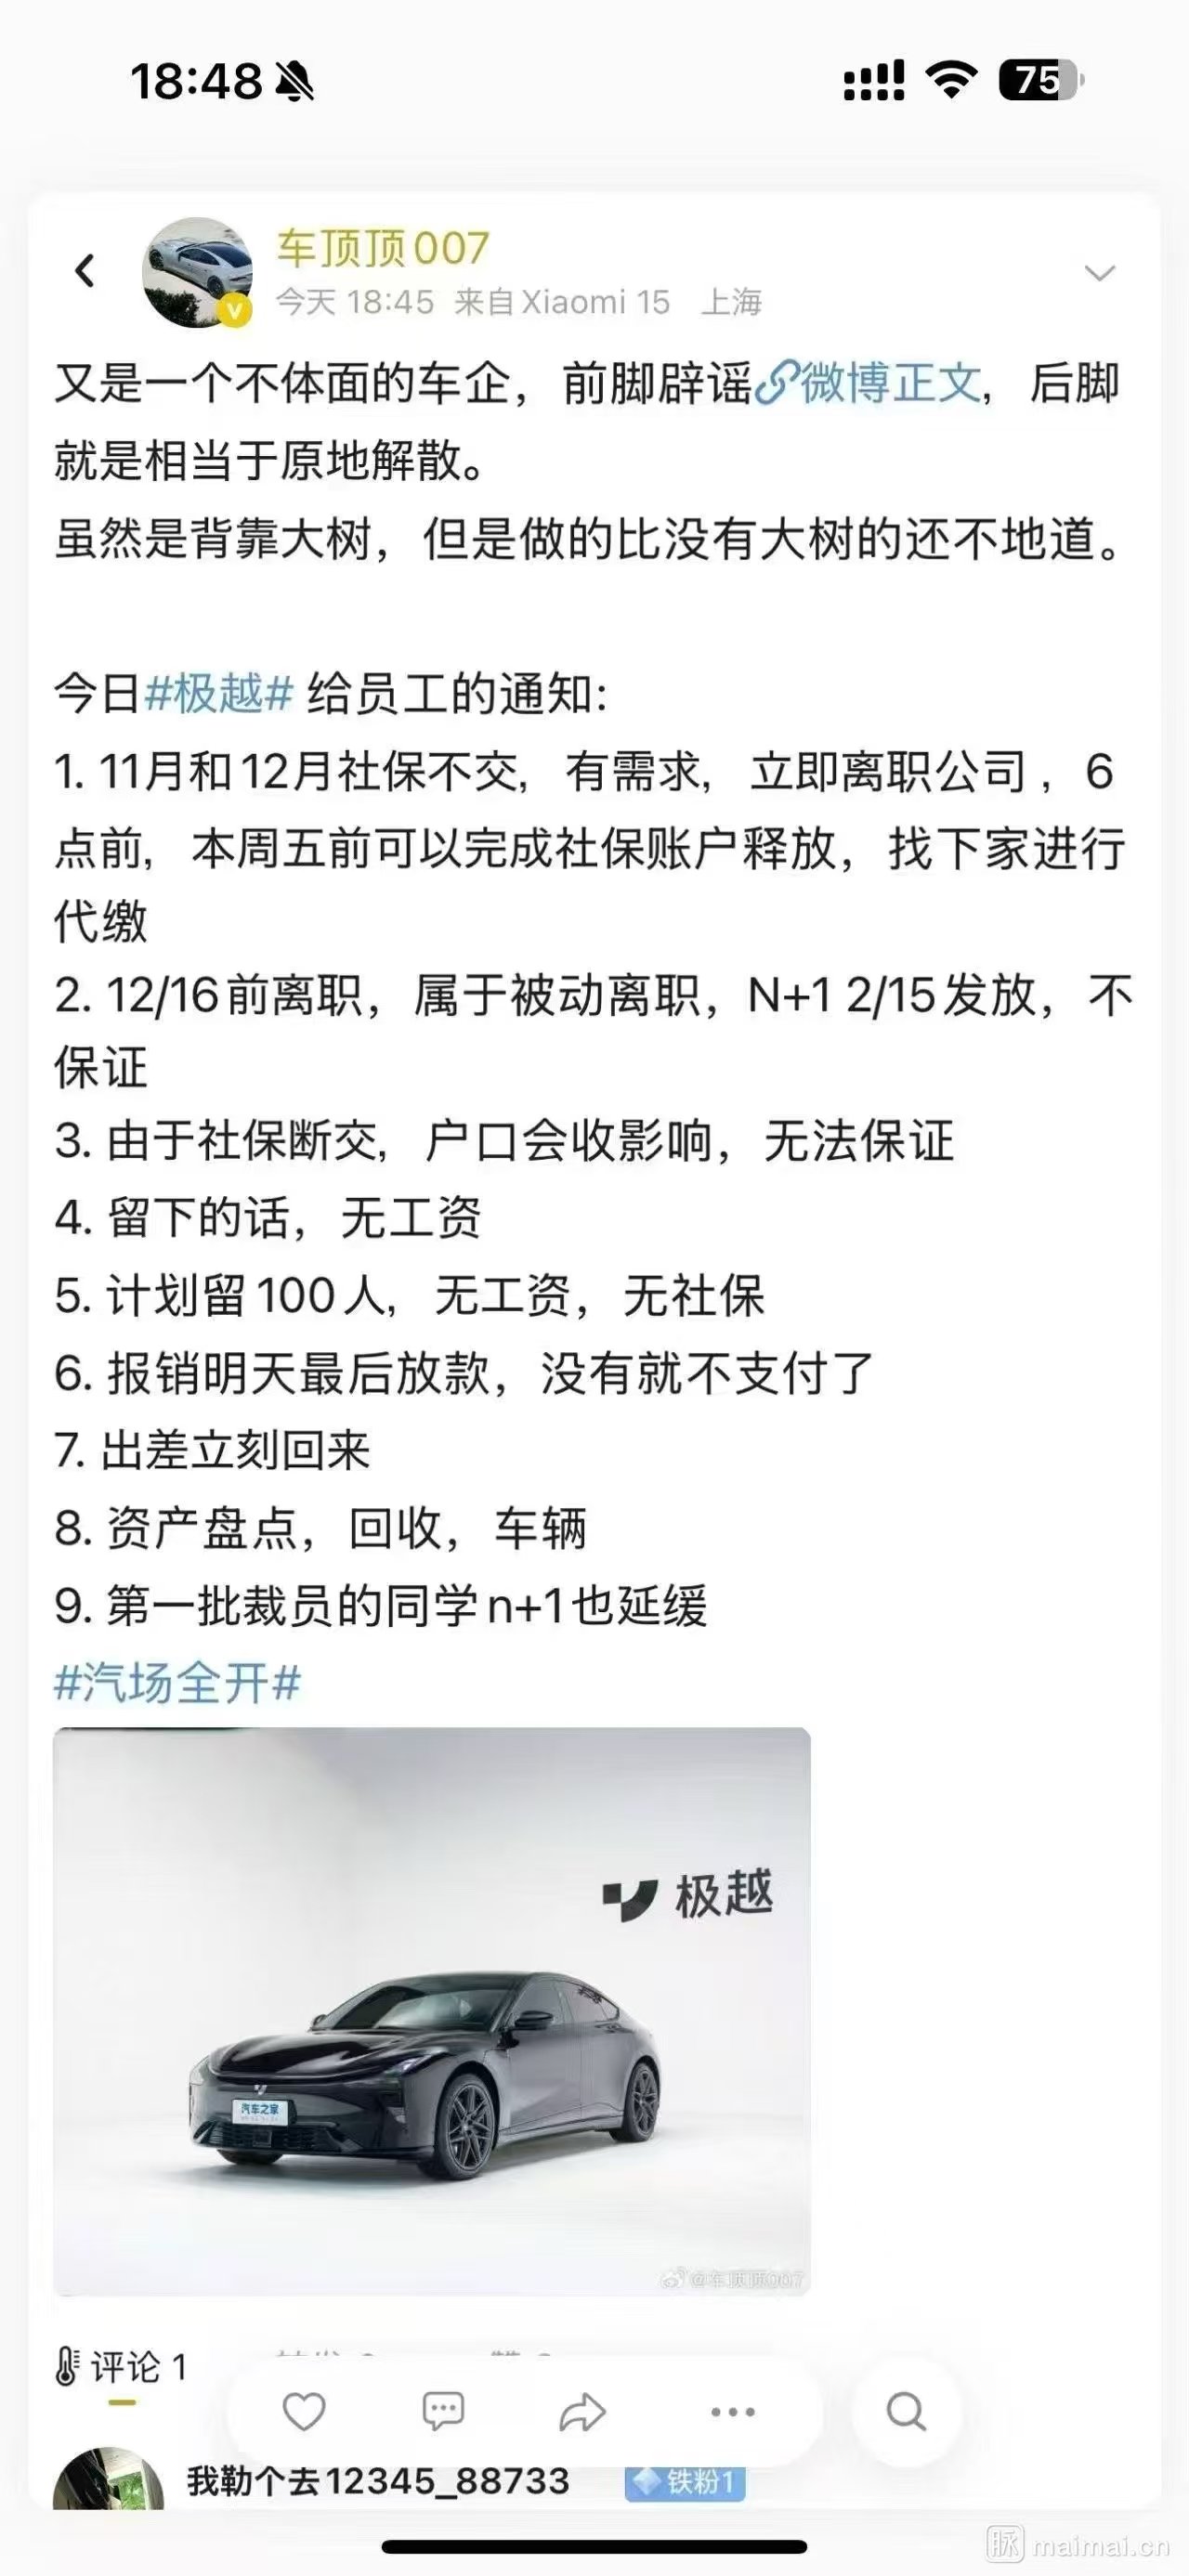 18:48
75
车顶顶007
今天 18:45 来自Xiaomi 15 上海
又是一个不体面的车企，前脚辟谣微博正文，后脚
就是相当于原地解散。
虽然是背靠大树，但是做的比没有大树的还不地道。
今日#极越# 给员工的通知:
1. 11月和12月社保不交，有需求，立即离职公司，6
点前，本周五前可以完成社保账户释放，找下家进行
代缴
2. 12/16前离职，属于被动离职，N+1 2/15发放，不
保证
3. 由于社保断交，户口会收影响，无法保证
4. 留下的话，无工资
5. 计划留100人，无工资，无社保
6. 报销明天最后放款，没有就不支付了
7. 出差立刻回来
8. 资产盘点，回收，车辆
9. 第一批裁员的同学n+1也延缓
#汽场全开#
极越
汽车之家
@车顶顶007
评论 1
我勒个去12345_88733
铁粉1
脉 maimai.cn